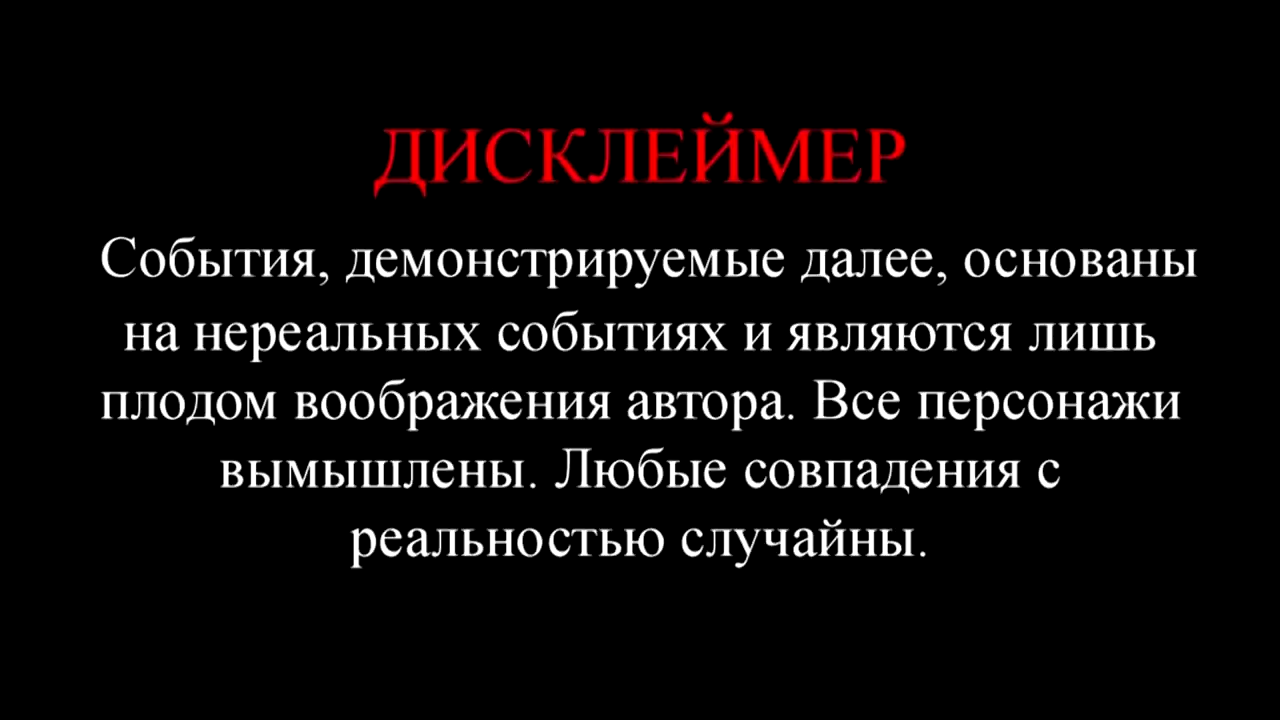 ДИСКЛЕЙМЕР
События, демонстрируемые далее, основаны
на нереальных событиях и являются лишь
плодом воображения автора. Все персонажи
вымышлены. Любые совпадения с
реальностью случайны.